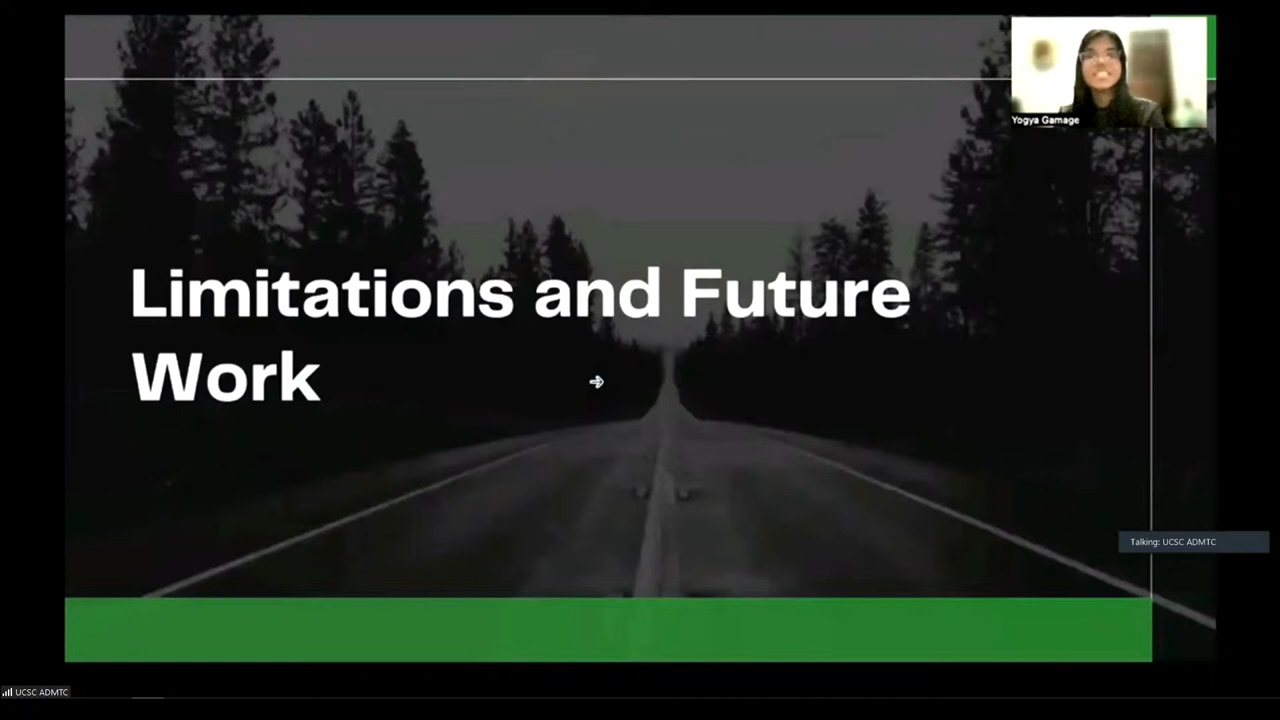 Yogya Gamage
Limitations and Future
Work
Talking: UCSC ADMTC
UCSC ADMTC